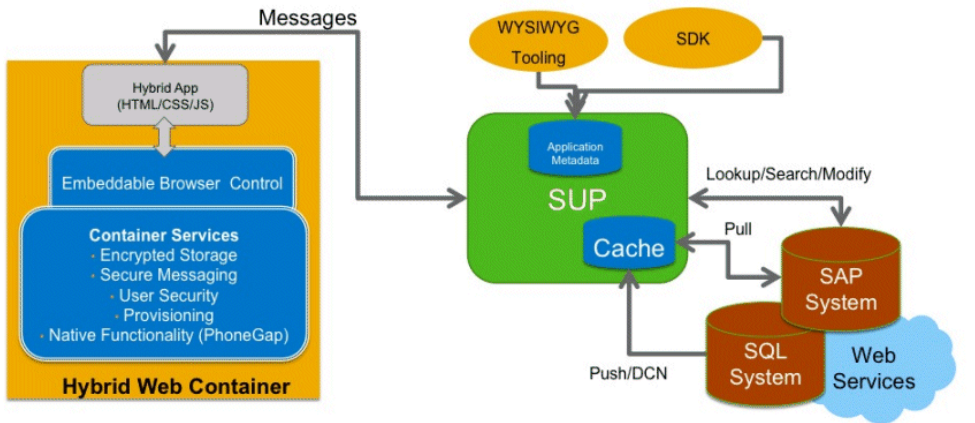 Messages
Hybrid App
(HTML/CSS/JS)
Embeddable Browser Control
Container Services
· Encrypted Storage
· Secure Messaging
· User Security
· Provisioning
· Native Functionality (PhoneGap)
Hybrid Web Container
WYSIWYG
Tooling
SDK
Application
Metadata
SUP
Cache
Lookup/Search/Modify
Pull
Push/DCN
SAP
System
SQL
System
Web
Services